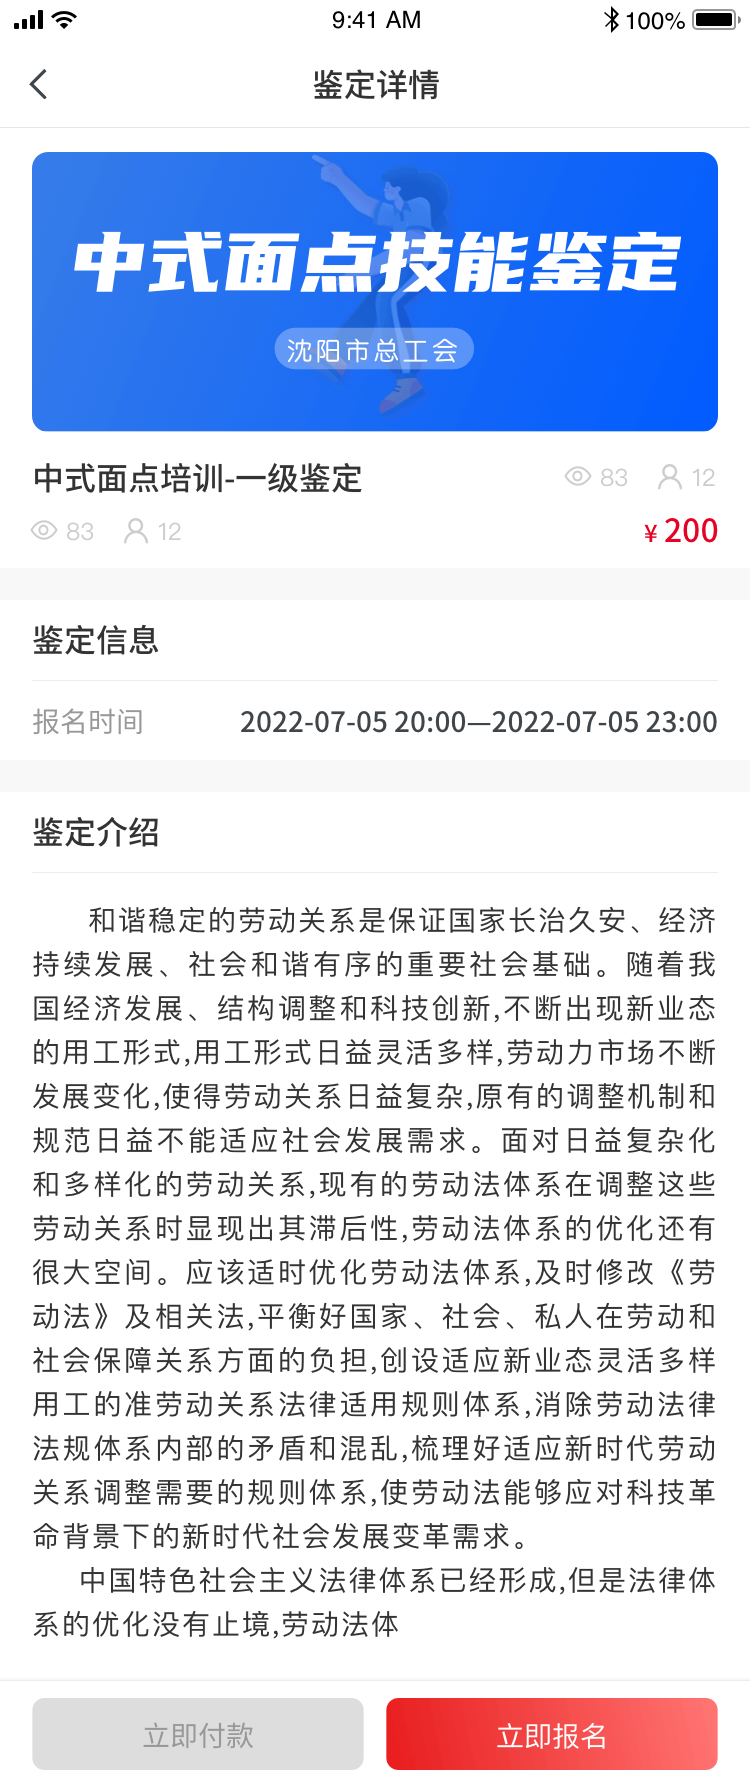 9:41 AM 100%
鉴定详情
中式面点技能鉴定
沈阳市总工会
中式面点培训-一级鉴定 83 12
83 12 ¥ 200
鉴定信息
报名时间 2022-07-05 20:00—2022-07-05 23:00
鉴定介绍
和谐稳定的劳动关系是保证国家长治久安、经济
持续发展、社会和谐有序的重要社会基础。随着我
国经济发展、结构调整和科技创新,不断出现新业态
的用工形式,用工形式日益灵活多样,劳动力市场不断
发展变化,使得劳动关系日益复杂,原有的调整机制和
规范日益不能适应社会发展需求。面对日益复杂化
和多样化的劳动关系,现有的劳动法体系在调整这些
劳动关系时显现出其滞后性,劳动法体系的优化还有
很大空间。应该适时优化劳动法体系,及时修改《劳
动法》及相关法,平衡好国家、社会、私人在劳动和
社会保障关系方面的负担,创设适应新业态灵活多样
用工的准劳动关系法律适用规则体系,消除劳动法律
法规体系内部的矛盾和混乱,梳理好适应新时代劳动
关系调整需要的规则体系,使劳动法能够应对科技革
命背景下的新时代社会发展变革需求。
中国特色社会主义法律体系已经形成,但是法律体
系的优化没有止境,劳动法体
立即付款 立即报名